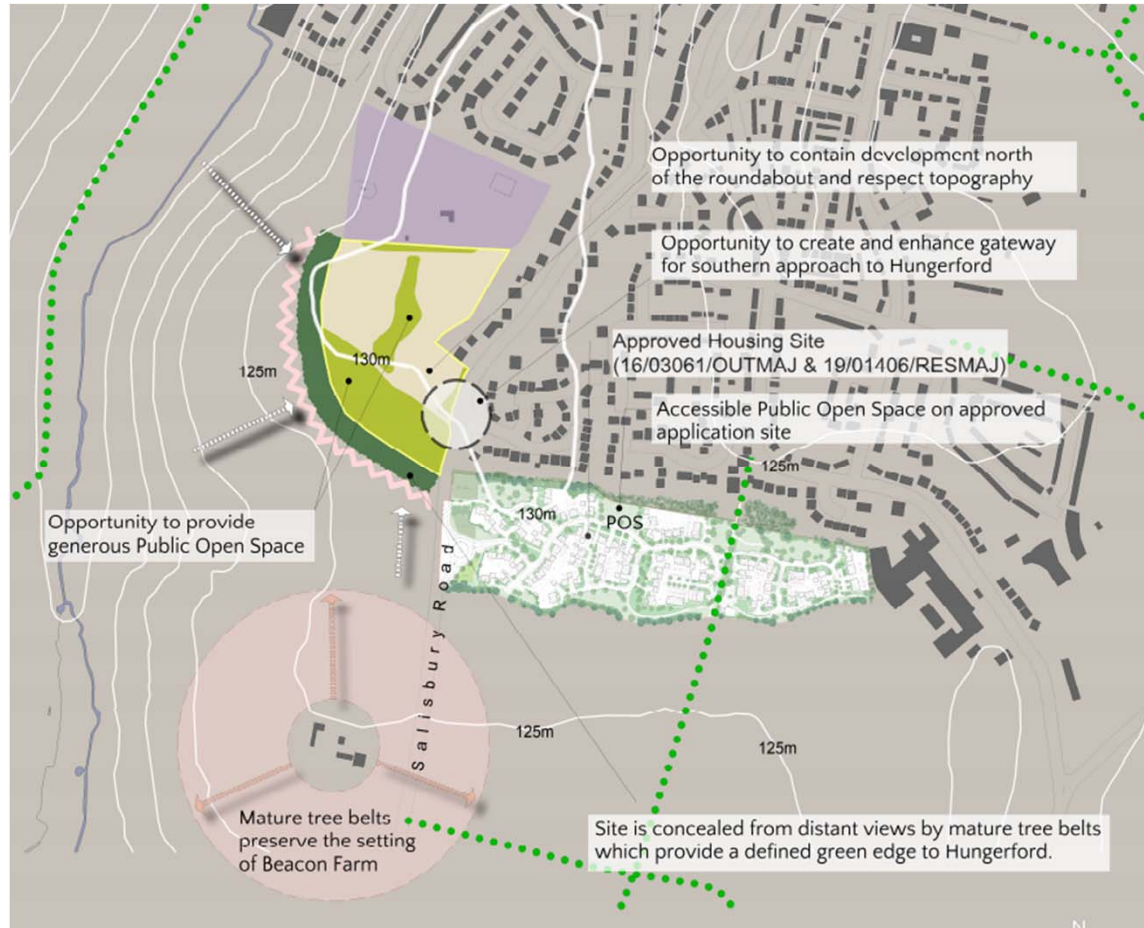 Opportunity to contain development north
of the roundabout and respect topography
Opportunity to create and enhance gateway
for southern approach to Hungerford
Approved Housing Site
(16/03061/OUTMAJ & 19/01406/RESMAJ)
Accessible Public Open Space on approved
application site
130m
125m
125m
130m
POS
Opportunity to provide
generous Public Open Space
Salisbury Road
125m
125m
Mature tree belts
preserve the setting
of Beacon Farm
Site is concealed from distant views by mature tree belts
which provide a defined green edge to Hungerford.
N